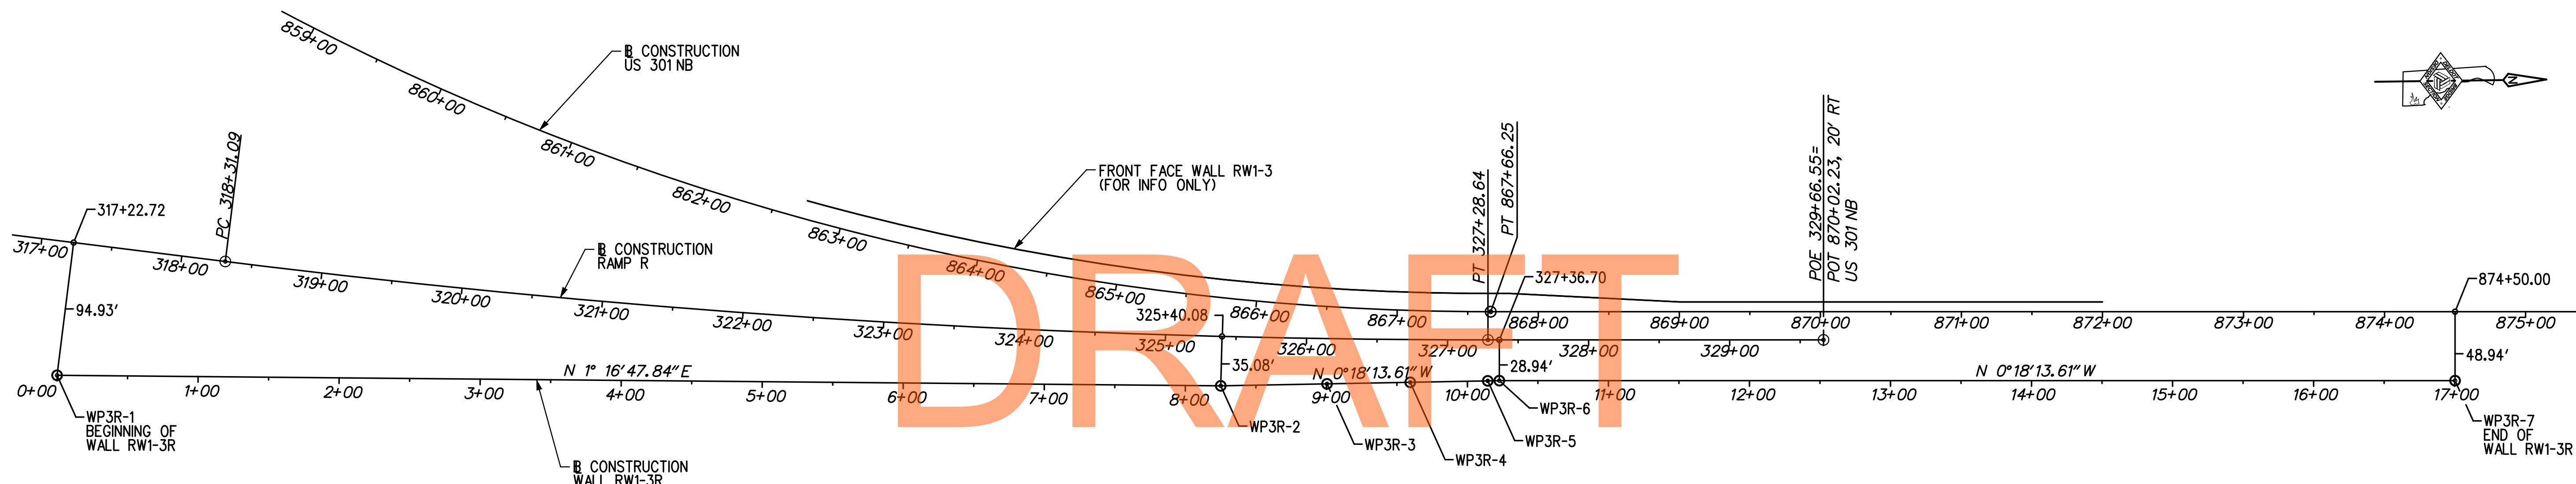 859+00
860+00
861+00
862+00
863+00
864+00
865+00
866+00
867+00
868+00
869+00
870+00
871+00
872+00
873+00
874+00
875+00
BL CONSTRUCTION
US 301 NB
FRONT FACE WALL RW1-3
(FOR INFO ONLY)
317+22.72
PC 318+31.09
317+00
318+00
319+00
320+00
321+00
322+00
323+00
324+00
325+00
326+00
327+00
328+00
329+00
BL CONSTRUCTION
RAMP R
325+40.08
PT 327+28.64
PT 867+66.25
327+36.70
POE 329+66.55=
POT 870+02.23, 20' RT
US 301 NB
874+50.00
N
94.93'
35.08'
28.94'
48.94'
N 1° 16'47.84"E
N 0°18'13.61"W
N 0°18'13.61"W
0+00
1+00
2+00
3+00
4+00
5+00
6+00
7+00
8+00
9+00
10+00
11+00
12+00
13+00
14+00
15+00
16+00
17+00
WP3R-1
BEGINNING OF
WALL RW1-3R
BL CONSTRUCTION
WALL RW1-3R
WP3R-2
WP3R-3
WP3R-4
WP3R-5
WP3R-6
WP3R-7
END OF
WALL RW1-3R
DRAFT